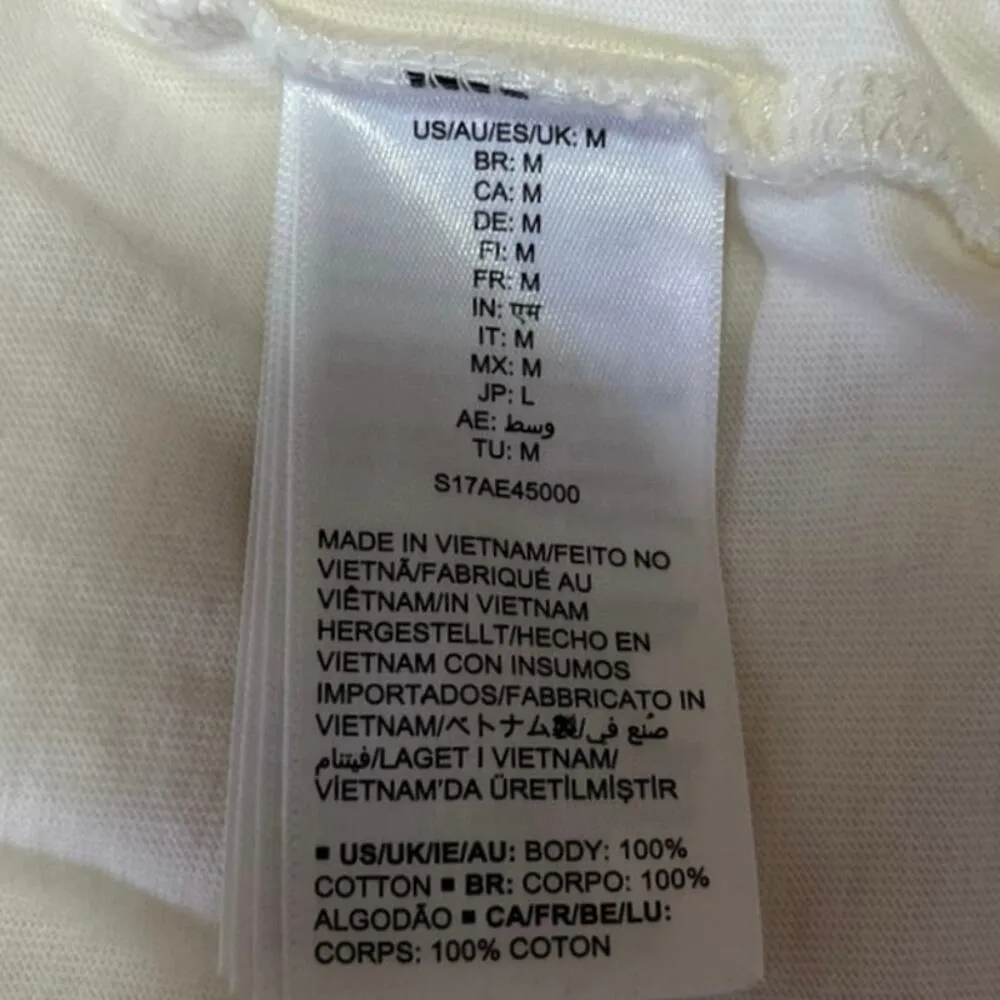 US/AU/ES/UK: M
BR: M
CA: M
DE: M
FI: M
FR: M
IN: एम
IT: M
MX: M
JP: L
AE: وسط
TU: M
S17AE45000
MADE IN VIETNAM/FEITO NO
VIETNÃ/FABRIQUÉ AU
VIÊTNAM/IN VIETNAM
HERGESTELLT/HECHO EN
VIETNAM CON INSUMOS
IMPORTADOS/FABBRICATO IN
VIETNAM/ベトナム製/صُنع في
فيتنام/LAGET I VIETNAM/
VİETNAM'DA ÜRETİLMİŞTİR
■ US/UK/IE/AU: BODY: 100%
COTTON ■ BR: CORPO: 100%
ALGODÃO ■ CA/FR/BE/LU:
CORPS: 100% COTON